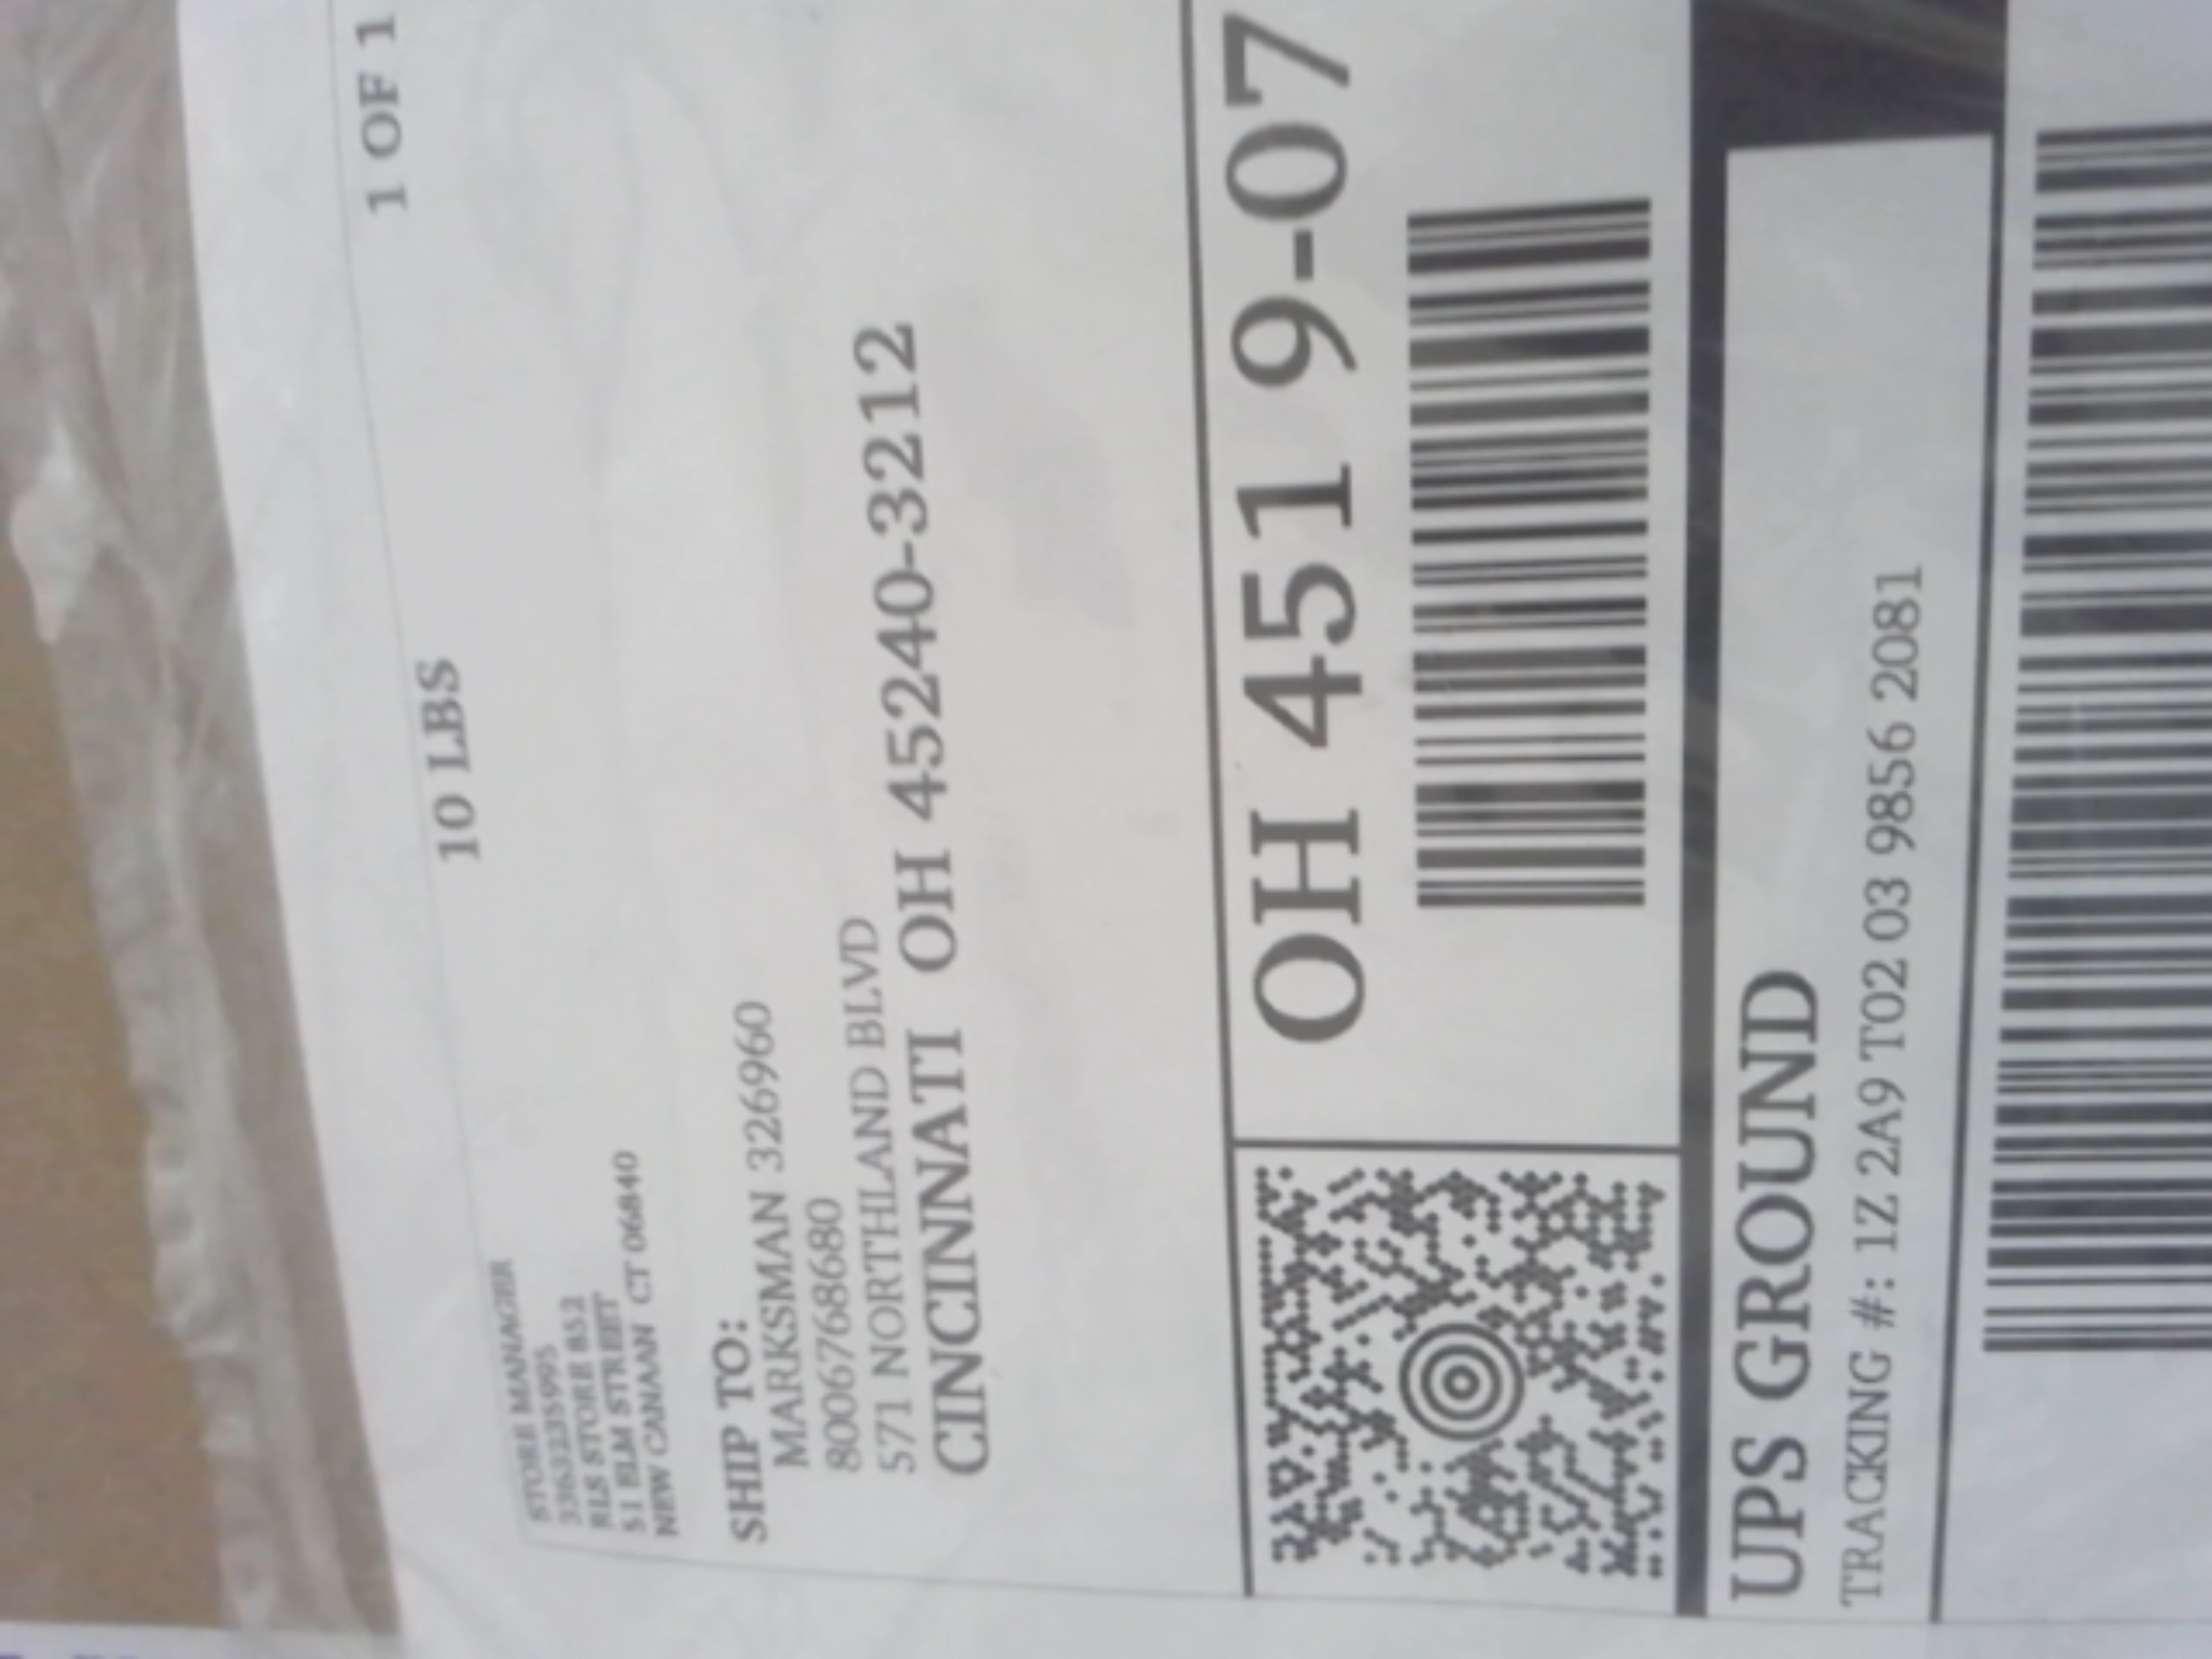 STORE MANAGER
3363235995
RLS STORE 852
51 ELM STREET
NEW CANAAN CT 06840
10 LBS
1 OF 1
SHIP TO:
MARKSMAN 326960
8006768680
571 NORTHLAND BLVD
CINCINNATI OH 45240-3212
OH 451 9-07
UPS GROUND
TRACKING #: 1Z 2A9 T02 03 9856 2081